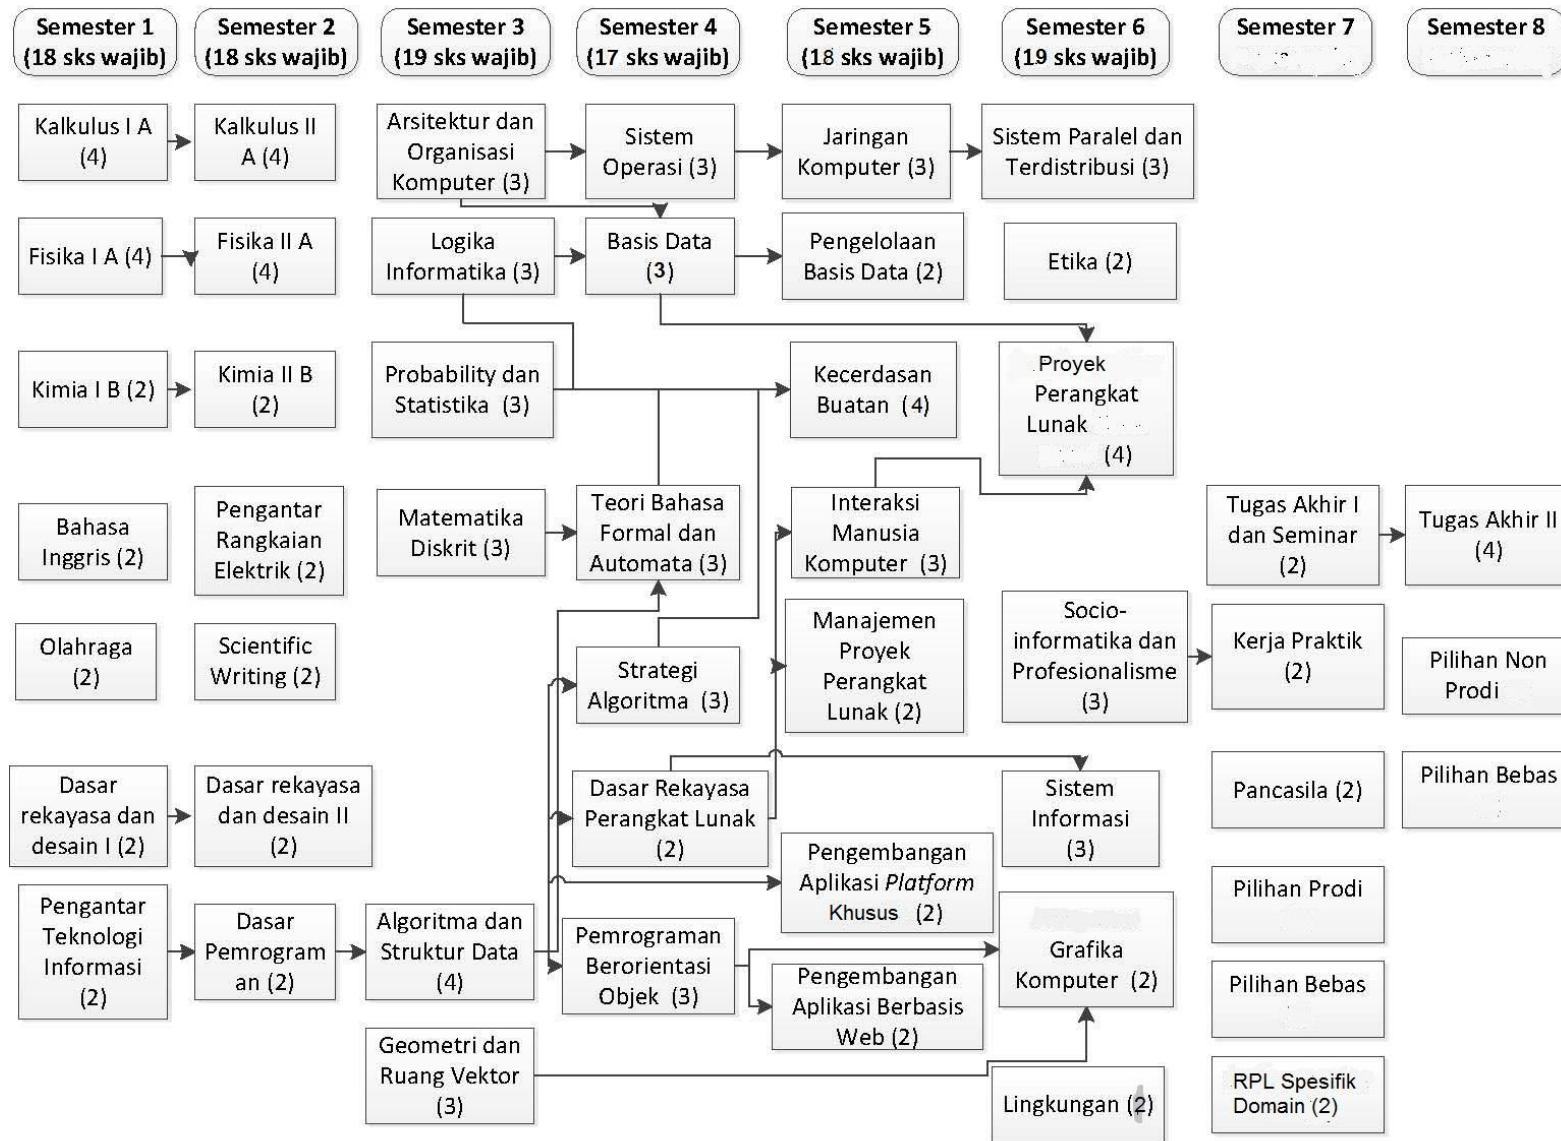 Semester 1
(18 sks wajib)
Semester 2
(18 sks wajib)
Semester 3
(19 sks wajib)
Semester 4
(17 sks wajib)
Semester 5
(18 sks wajib)
Semester 6
(19 sks wajib)
Semester 7
Semester 8
Kalkulus I A
(4)
Kalkulus II
A (4)
Arsitektur dan
Organisasi
Komputer (3)
Sistem
Operasi (3)
Jaringan
Komputer (3)
Sistem Paralel dan
Terdistribusi (3)
Fisika I A (4)
Fisika II A
(4)
Logika
Informatika (3)
Basis Data
(3)
Pengelolaan
Basis Data (2)
Etika (2)
Kimia I B (2)
Kimia II B
(2)
Probability dan
Statistika (3)
Kecerdasan
Buatan (4)
Proyek
Perangkat
Lunak
(4)
Bahasa
Inggris (2)
Pengantar
Rangkaian
Elektrik (2)
Matematika
Diskrit (3)
Teori Bahasa
Formal dan
Automata (3)
Interaksi
Manusia
Komputer (3)
Tugas Akhir I
dan Seminar
(2)
Tugas Akhir II
(4)
Olahraga
(2)
Scientific
Writing (2)
Strategi
Algoritma (3)
Manajemen
Proyek
Perangkat
Lunak (2)
Socio-
informatika dan
Profesionalisme
(3)
Kerja Praktik
(2)
Pilihan Non
Prodi
Dasar
rekayasa dan
desain I (2)
Dasar rekayasa
dan desain II
(2)
Dasar Rekayasa
Perangkat Lunak
(2)
Sistem
Informasi
(3)
Pancasila (2)
Pilihan Bebas
Pengantar
Teknologi
Informasi
(2)
Dasar
Pemrogram
an (2)
Algoritma dan
Struktur Data
(4)
Pemrograman
Berorientasi
Objek (3)
Pengembangan
Aplikasi Platform
Khusus (2)
Pengembangan
Aplikasi Berbasis
Web (2)
Grafika
Komputer (2)
Pilihan Prodi
Pilihan Bebas
Geometri dan
Ruang Vektor
(3)
Lingkungan (2)
RPL Spesifik
Domain (2)